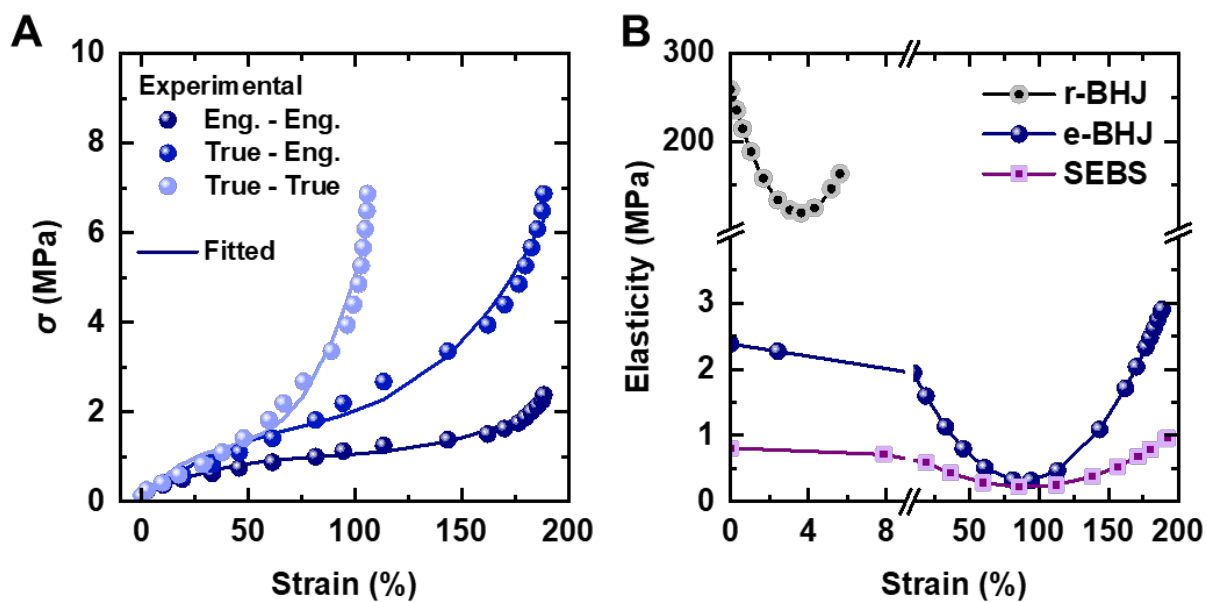 A
10
8
6
4
2
0
σ (MPa)
Experimental
Eng. - Eng.
True - Eng.
True - True
Fitted
0 50 100 150 200
Strain (%)
B
300
200
3
2
1
0
Elasticity (MPa)
r-BHJ
e-BHJ
SEBS
0 4 8 50 100 150 200
Strain (%)